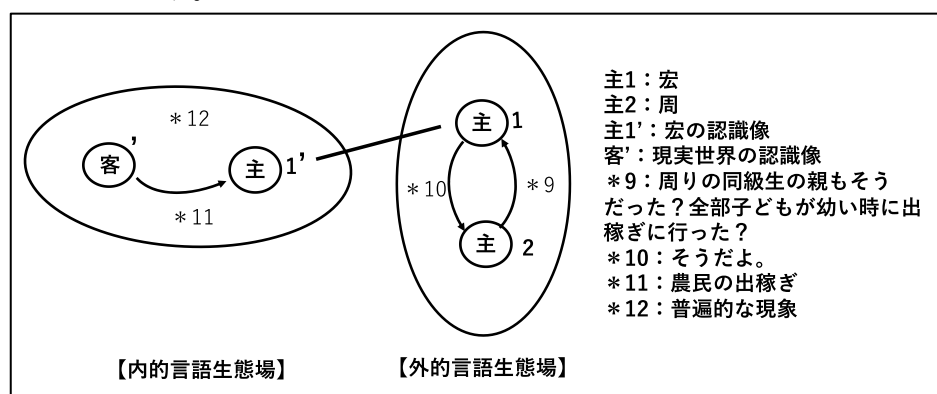 ＊12
客
’
主
1’
＊11
主
1
＊10
＊9
主
2
【内的言語生態場】
【外的言語生態場】
主1：宏
主2：周
主1’：宏の認識像
客’：現実世界の認識像
＊9：周りの同級生の親もそう
だった？全部子どもが幼い時に出
稼ぎに行った？
＊10：そうだよ。
＊11：農民の出稼ぎ
＊12：普遍的な現象